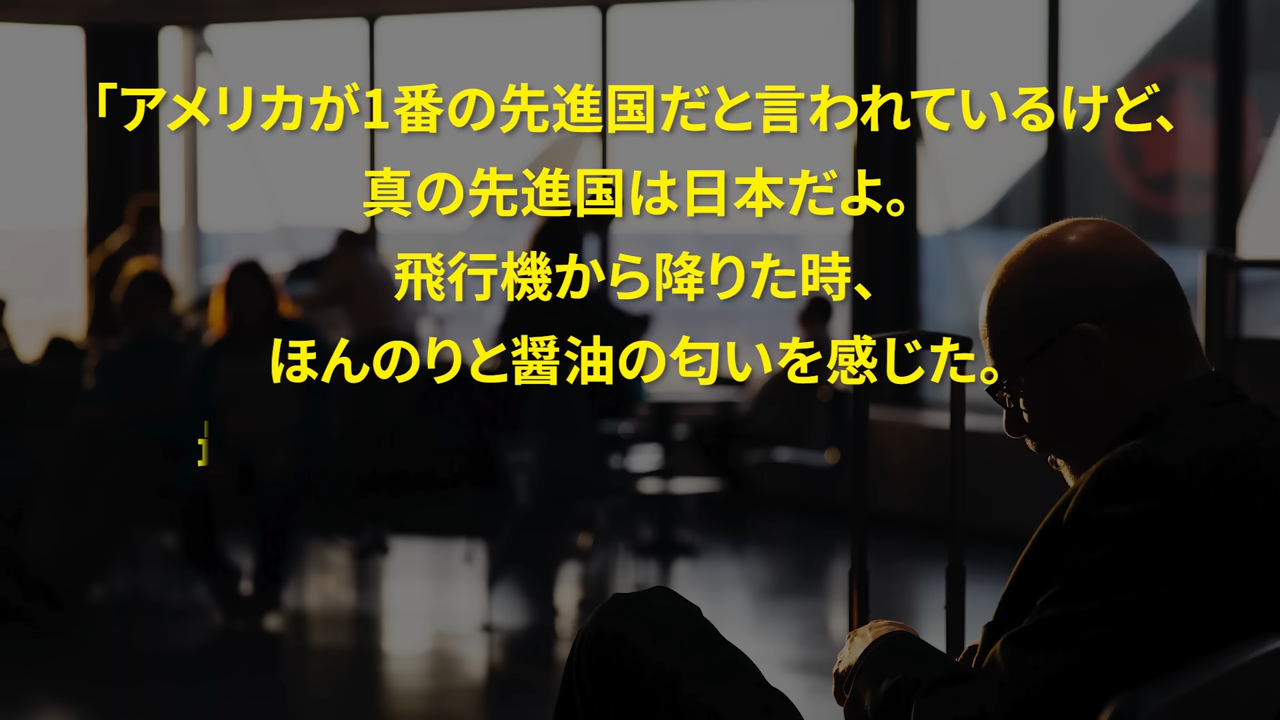 「アメリカが1番の先進国だと言われているけど、
真の先進国は日本だよ。
飛行機から降りた時、
ほんのりと醤油の匂いを感じた。